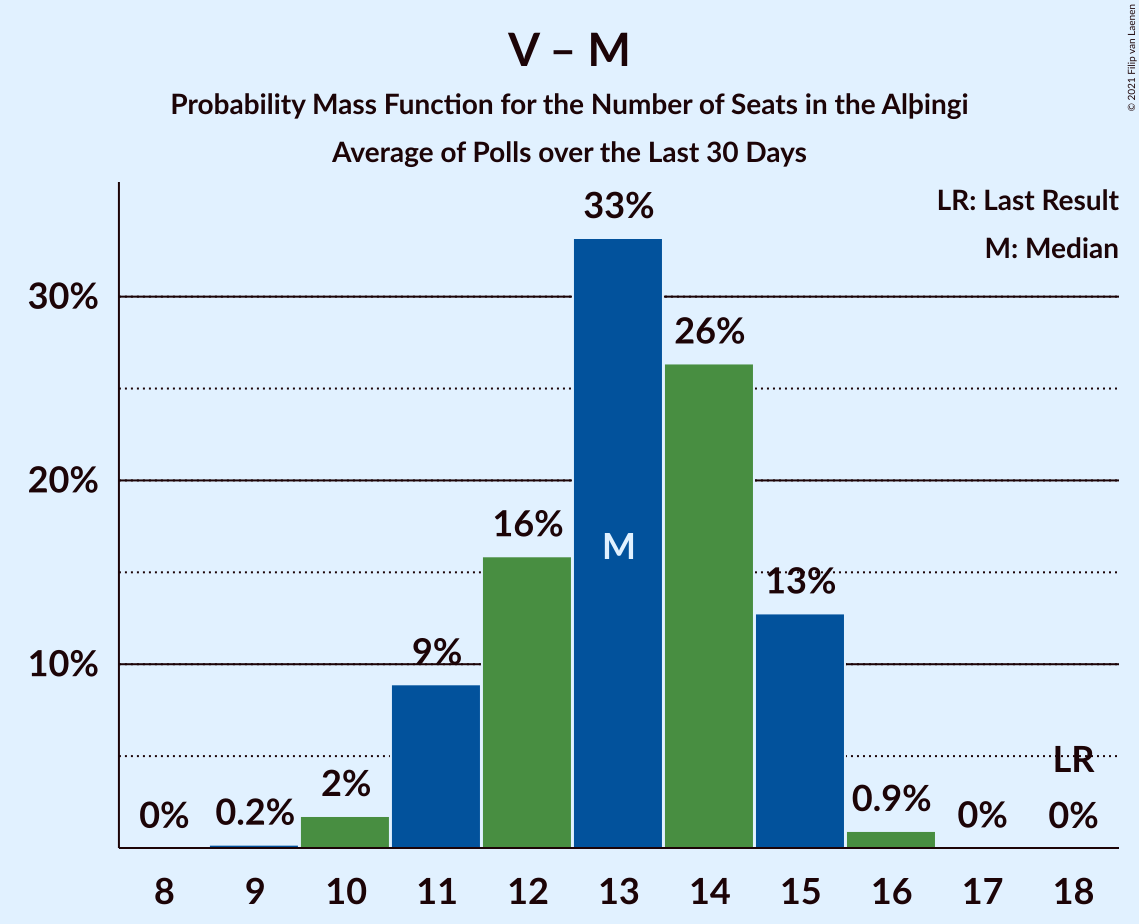 V – M
Probability Mass Function for the Number of Seats in the Alþingi
Average of Polls over the Last 30 Days
© 2021 Filip van Laenen
LR: Last Result
M: Median
33%
30%
26%
20%
16%
M
13%
10%
9%
LR
2%
0.9%
0%
0.2%
0%
0%
8 9 10 11 12 13 14 15 16 17 18